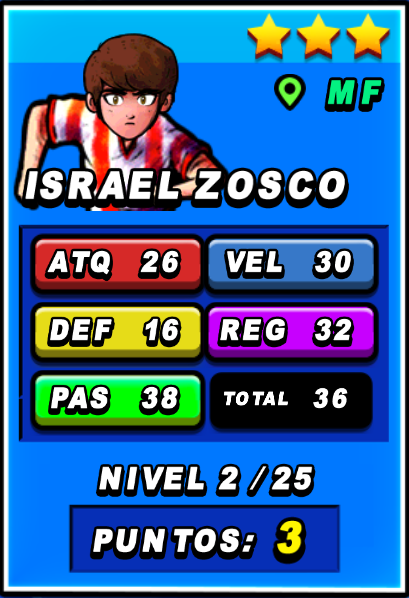 MF
ISRAEL ZOSCO
ATQ 26 VEL 30
DEF 16 REG 32
PAS 38 TOTAL 36
NIVEL 2 / 25
PUNTOS: 3